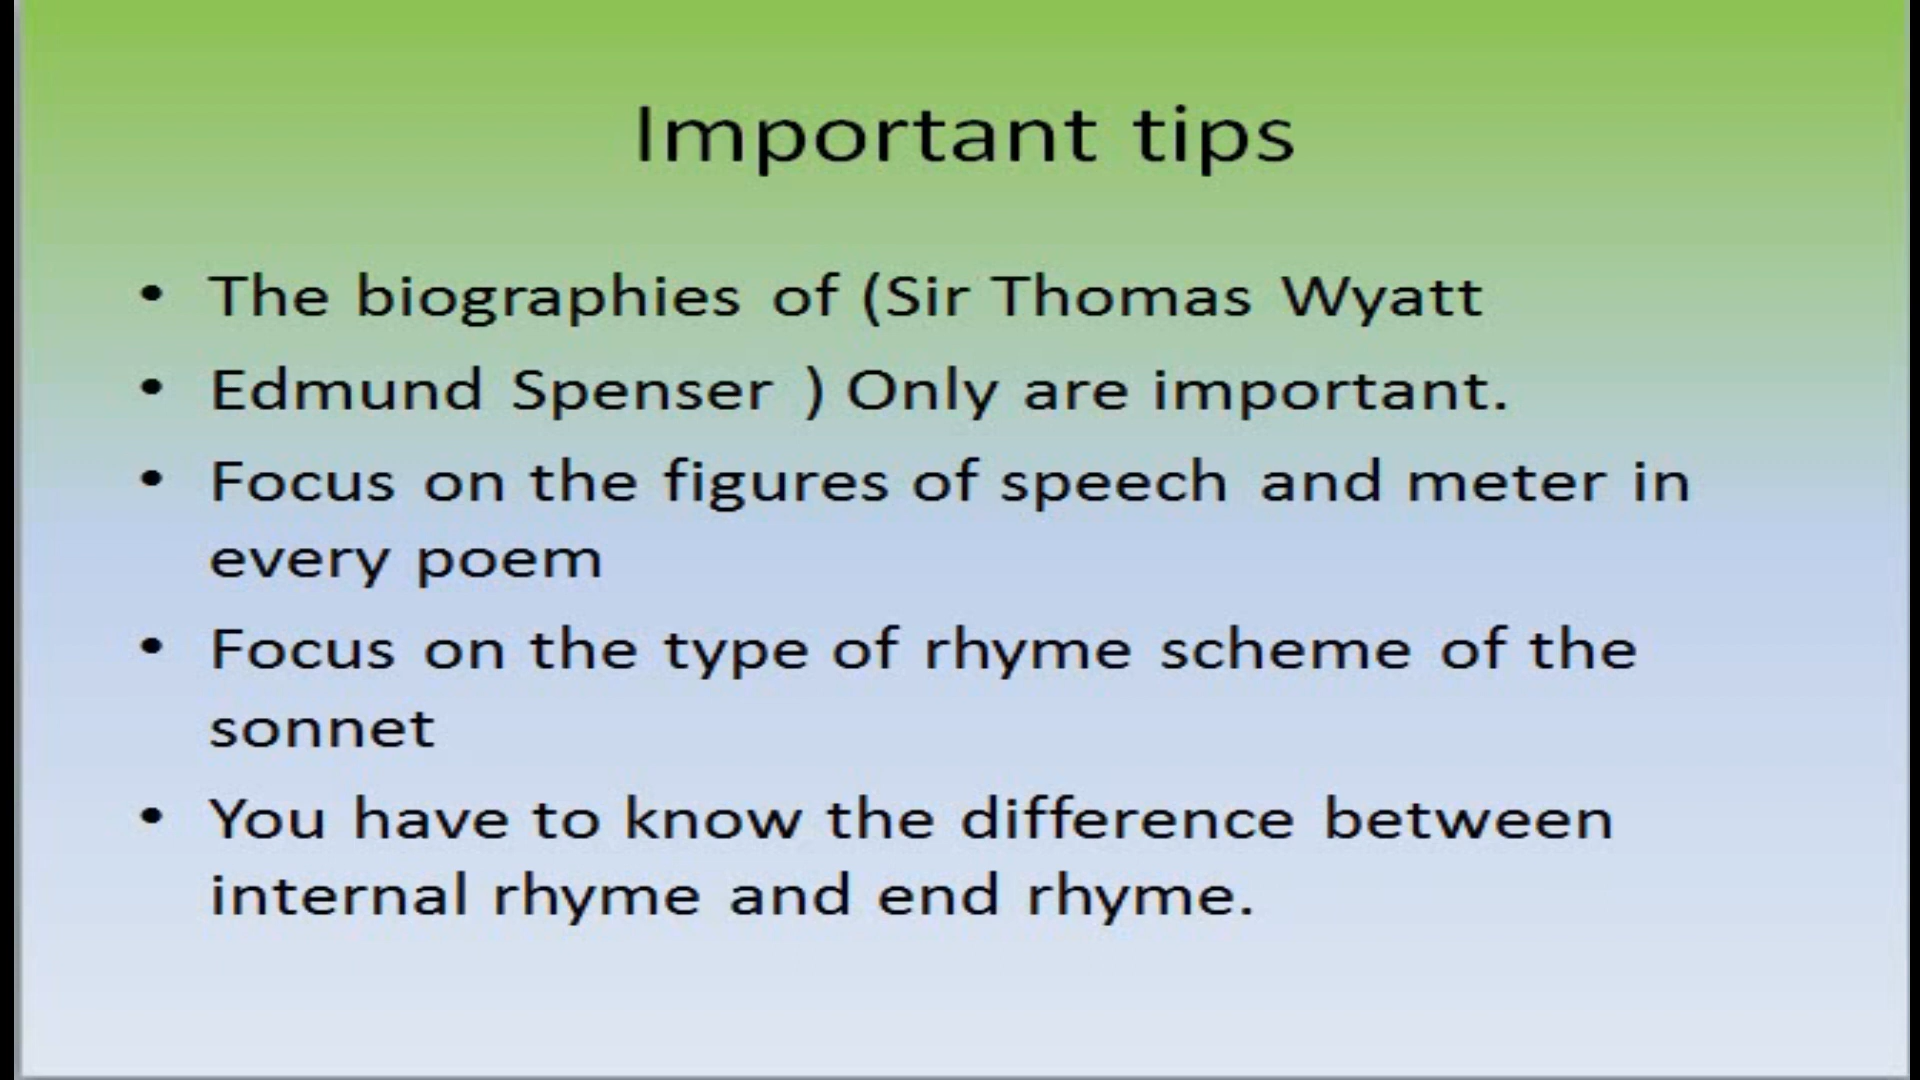 Important tips
• The biographies of (Sir Thomas Wyatt
• Edmund Spenser ) Only are important.
• Focus on the figures of speech and meter in
every poem
• Focus on the type of rhyme scheme of the
sonnet
• You have to know the difference between
internal rhyme and end rhyme.